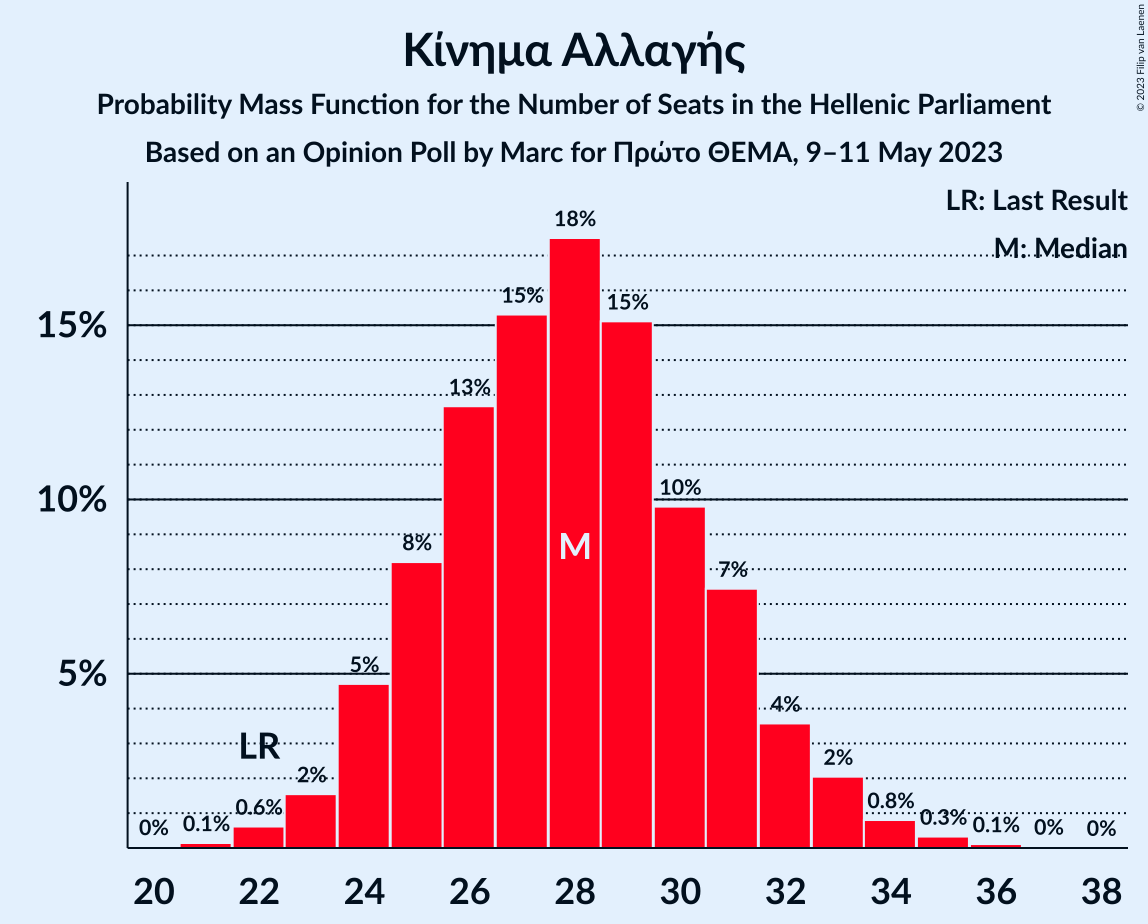 Κίνημα Αλλαγής
Probability Mass Function for the Number of Seats in the Hellenic Parliament
Based on an Opinion Poll by Marc for Πρώτο ΘΕΜΑ, 9–11 May 2023
© 2023 Filip van Laenen
LR: Last Result
M: Median
15%
10%
5%
0%
0.1%
0.6%
LR
2%
5%
8%
13%
15%
18%
M
15%
10%
7%
4%
2%
0.8%
0.3%
0.1%
0%
0%
20 22 24 26 28 30 32 34 36 38